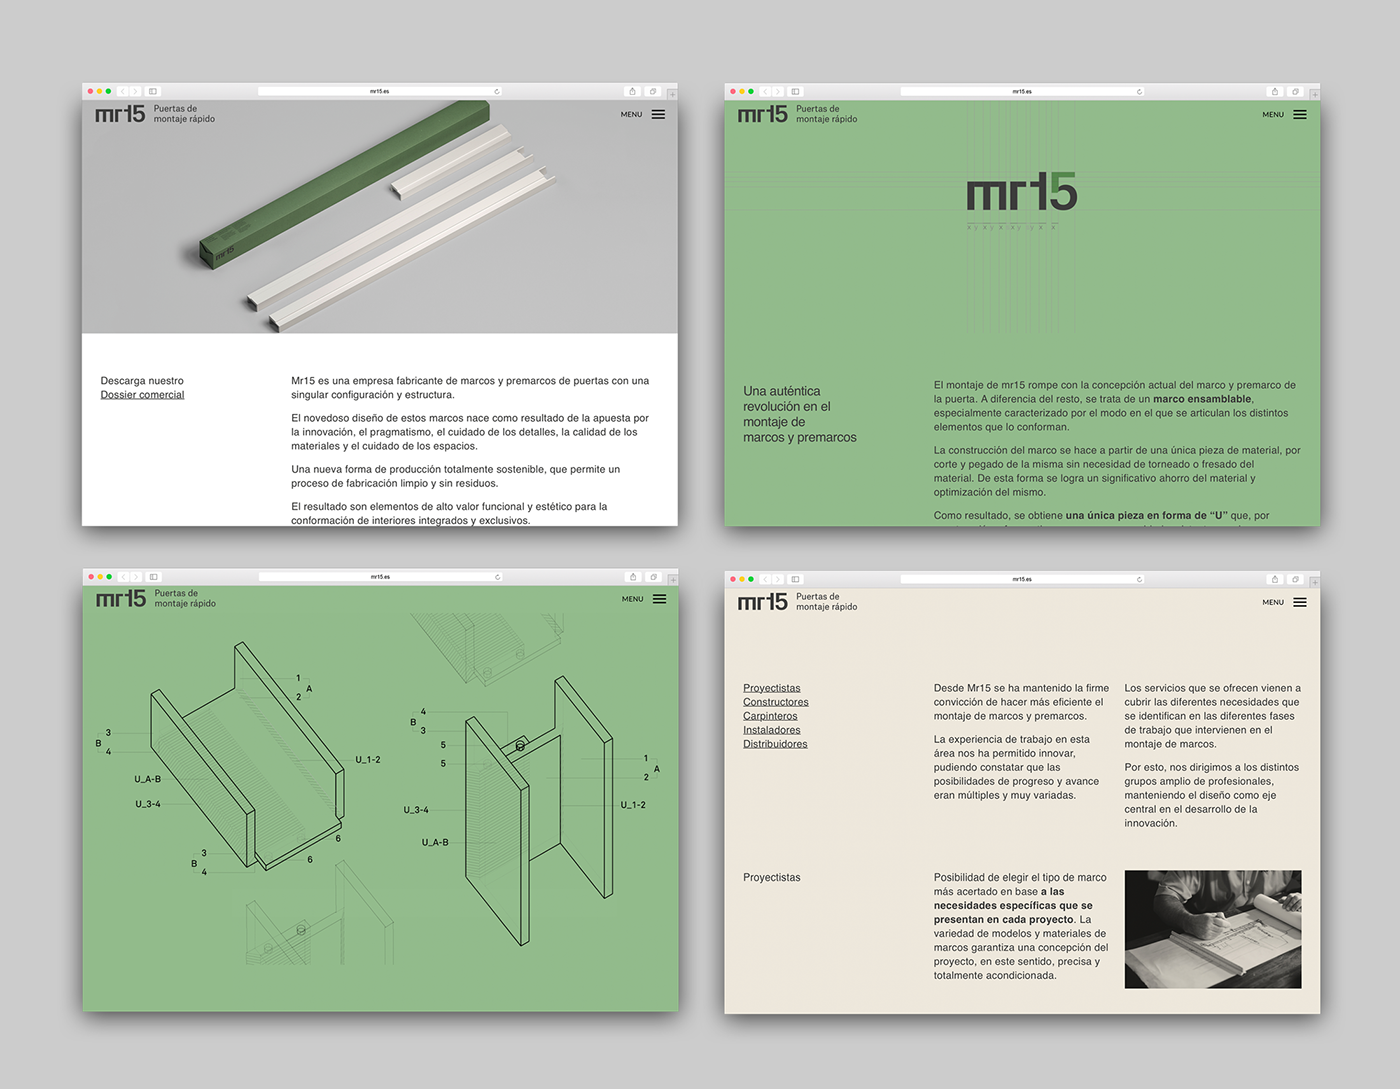 mr15.es
mr15
Puertas de
montaje rápido
MENU
mr15
Descarga nuestro
Dossier comercial
Mr15 es una empresa fabricante de marcos y premarcos de puertas con una
singular configuración y estructura.
El novedoso diseño de estos marcos nace como resultado de la apuesta por
la innovación, el pragmatismo, el cuidado de los detalles, la calidad de los
materiales y el cuidado de los espacios.
Una nueva forma de producción totalmente sostenible, que permite un
proceso de fabricación limpio y sin residuos.
El resultado son elementos de alto valor funcional y estético para la
conformación de interiores integrados y exclusivos.
mr15.es
mr15
Puertas de
montaje rápido
MENU
mr15
Una auténtica
revolución en el
montaje de
marcos y premarcos
El montaje de mr15 rompe con la concepción actual del marco y premarco de
la puerta. A diferencia del resto, se trata de un marco ensamblable,
especialmente caracterizado por el modo en el que se articulan los distintos
elementos que lo conforman.
La construcción del marco se hace a partir de una única pieza de material, por
corte y pegado de la misma sin necesidad de torneado o fresado del
material. De esta forma se logra un significativo ahorro del material y
optimización del mismo.
Como resultado, se obtiene una única pieza en forma de “U” que, por
mr15.es
mr15
Puertas de
montaje rápido
MENU
1
A
2
3
B
4
U_A-B
U_3-4
U_1-2
3
B
4
6
6
4
B
3
5
5
U_3-4
U_A-B
1
A
2
U_1-2
mr15.es
mr15
Puertas de
montaje rápido
MENU
Proyectistas
Constructores
Carpinteros
Instaladores
Distribuidores
Desde Mr15 se ha mantenido la firme
convicción de hacer más eficiente el
montaje de marcos y premarcos.
La experiencia de trabajo en esta
área nos ha permitido innovar,
pudiendo constatar que las
posibilidades de progreso y avance
eran múltiples y muy variadas.
Los servicios que se ofrecen vienen a
cubrir las diferentes necesidades que
se identifican en las diferentes fases
de trabajo que intervienen en el
montaje de marcos.
Por esto, nos dirigimos a los distintos
grupos amplio de profesionales,
manteniendo el diseño como eje
central en el desarrollo de la
innovación.
Proyectistas
Posibilidad de elegir el tipo de marco
más acertado en base a las
necesidades específicas que se
presentan en cada proyecto. La
variedad de modelos y materiales de
marcos garantiza una concepción del
proyecto, en este sentido, precisa y
totalmente acondicionada.